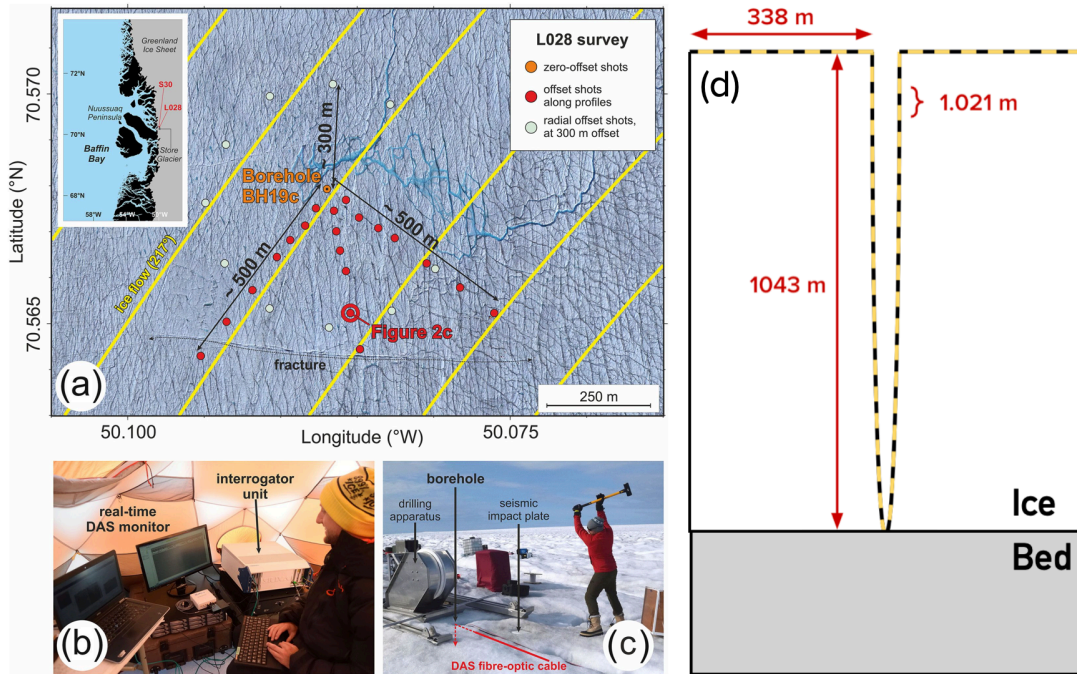 Greenland
Ice Sheet
72°N
S30
L028
Nuussuaq
Peninsula
70°N
Baffin
Bay
Store
Glacier
68°N
58°W
54°W
50°W
L028 survey
zero-offset shots
offset shots
along profiles
radial offset shots,
at 300 m offset
70.570
70.565
Latitude (°N)
~ 300 m
Borehole
BH19c
~ 500 m
~ 500 m
ice flow (217°)
Figure 2c
fracture
(a)
250 m
50.100
50.075
Longitude (°W)
interrogator
unit
real-time
DAS monitor
(b)
borehole
drilling
apparatus
seismic
impact plate
DAS fibre-optic cable
(c)
338 m
(d)
1.021 m
1043 m
Ice
Bed